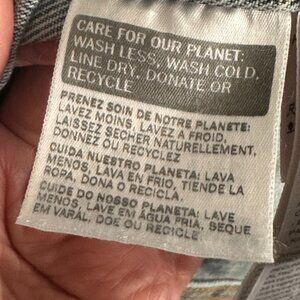 CARE FOR OUR PLANET:
WASH LESS, WASH COLD,
LINE DRY, DONATE OR
RECYCLE
PRENEZ SOIN DE NOTRE PLANÈTE:
LAVEZ MOINS, LAVEZ A FROID,
LAISSEZ SECHER NATURELLEMENT,
DONNEZ OU RECYCLEZ
CUIDA NUESTRO PLANETA: LAVA
MENOS, LAVA EN FRIO, TIENDE LA
ROPA, DONA O RECICLA.
CUIDE DO NOSSO PLANETA: LAVE
MENOS, LAVE EM AGUA FRIA, SEQUE
EM VARAL, DOE OU RECICLE